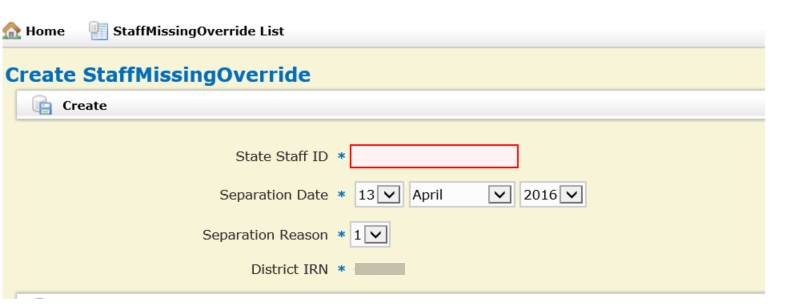 Home StaffMissingOverride List
Create StaffMissingOverride
Create
State Staff ID *
Separation Date * 13 April 2016
Separation Reason * 1
District IRN *